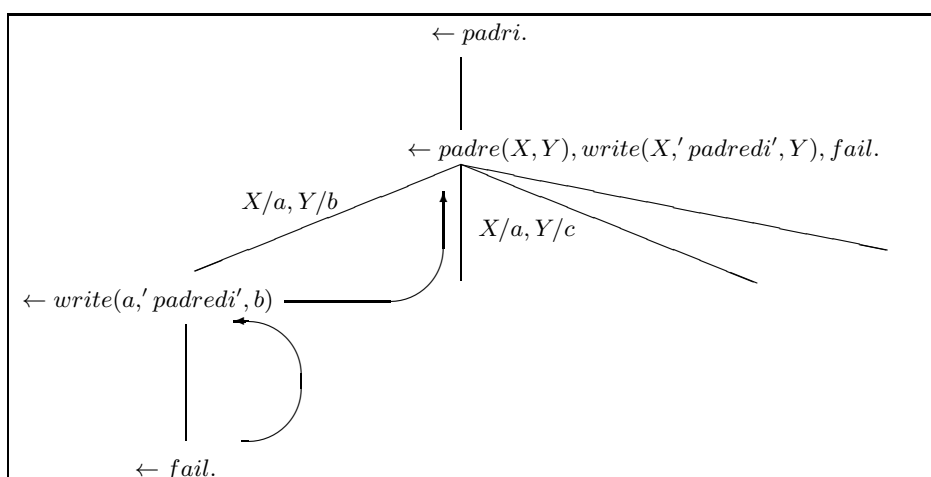 ← padri.
← padre(X, Y), write(X,′ padredi′, Y), fail.
X/a, Y/b
X/a, Y/c
← write(a,′ padredi′, b)
← fail.